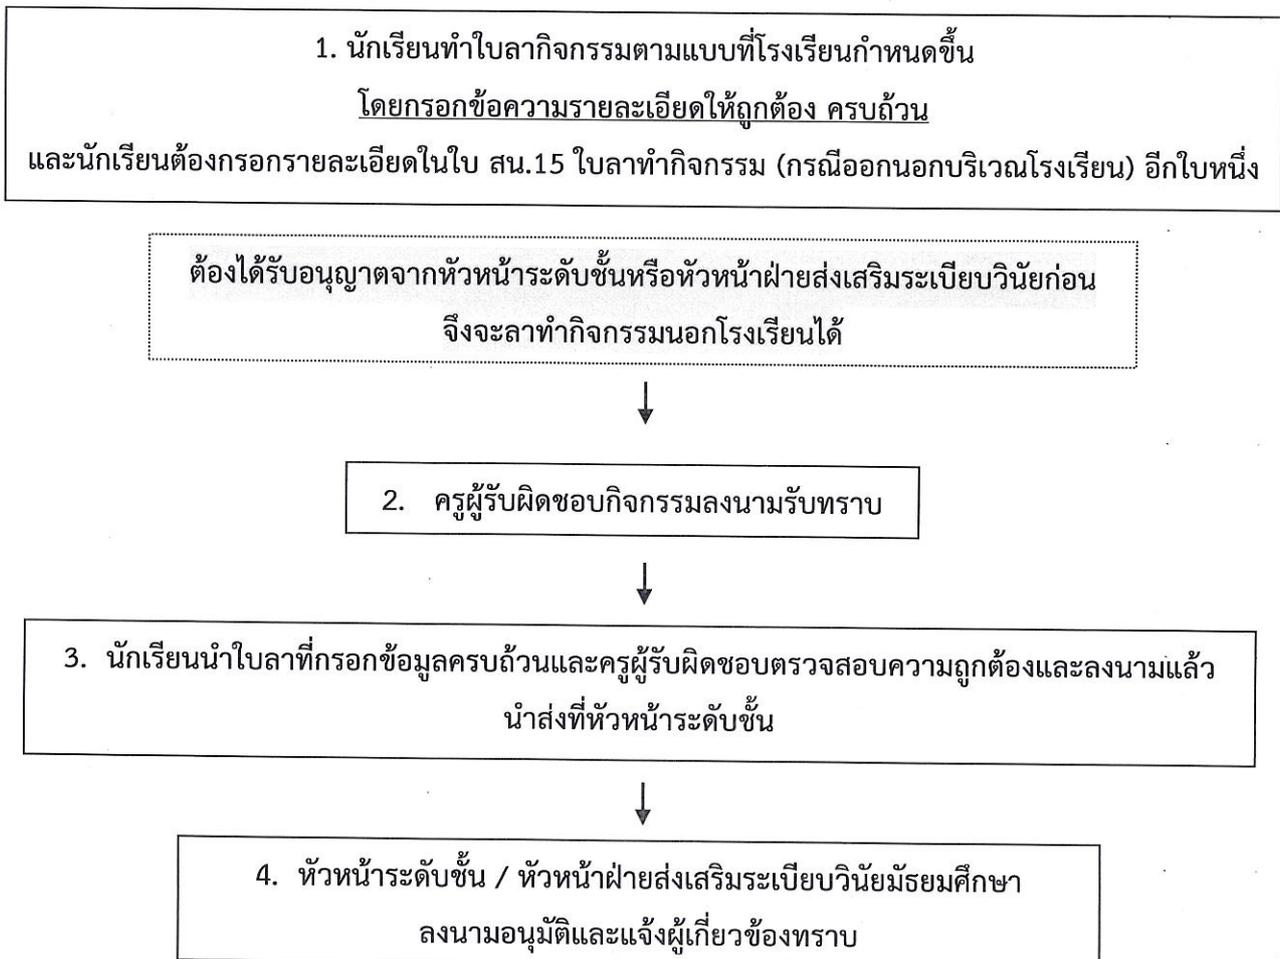 1. นักเรียนทำใบลากิจกรรมตามแบบที่โรงเรียนกำหนดขึ้น
โดยกรอกข้อความรายละเอียดให้ถูกต้อง ครบถ้วน
และนักเรียนต้องกรอกรายละเอียดในใบ สน.15 ใบลาทำกิจกรรม (กรณีออกนอกบริเวณโรงเรียน) อีกใบหนึ่ง
ต้องได้รับอนุญาตจากหัวหน้าระดับชั้นหรือหัวหน้าฝ่ายส่งเสริมระเบียบวินัยก่อน
จึงจะลาทำกิจกรรมนอกโรงเรียนได้
2. ครูผู้รับผิดชอบกิจกรรมลงนามรับทราบ
3. นักเรียนนำใบลาที่กรอกข้อมูลครบถ้วนและครูผู้รับผิดชอบตรวจสอบความถูกต้องและลงนามแล้ว
นำส่งที่หัวหน้าระดับชั้น
4. หัวหน้าระดับชั้น / หัวหน้าฝ่ายส่งเสริมระเบียบวินัยมัธยมศึกษา
ลงนามอนุมัติและแจ้งผู้เกี่ยวข้องทราบ